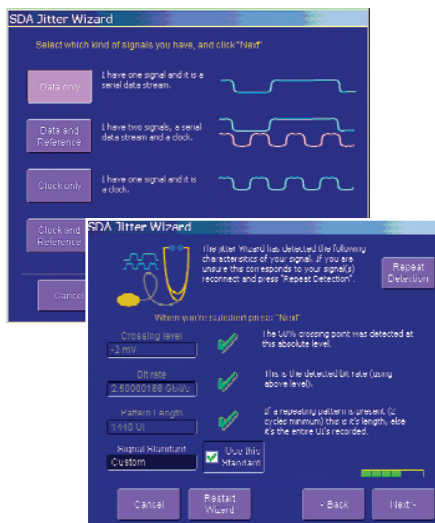 SDA Jitter Wizard
Select which kind of signals you have, and click "Next"
Data only
I have one signal and it is a
serial data stream.
Data and
Reference
I have two signals, a serial
data stream and a clock.
Clock only
I have one signal and it is
a clock.
Clock and
Reference
Cancel
SDA Jitter Wizard
The Jitter Wizard has detected the following
characteristics of your signal. If you are
unsure this corresponds to your signal(s)
reconnect and press "Repeat Detection".
Repeat
Detection
When you're satisfied press "Next"
Crossing level
-2 mV
The 50% crossing point was detected at
this absolute level.
Bit rate
2.50000166 Gbit/s
This is the detected bit rate (using
above level).
Pattern Length
1440 UI
If a repeating pattern is present (2
cycles minimum) this is it's length, else
it's the entire UI's recorded.
Signal Standard
Custom
Use this
Standard
Cancel
Restart
Wizard
- Back
Next -